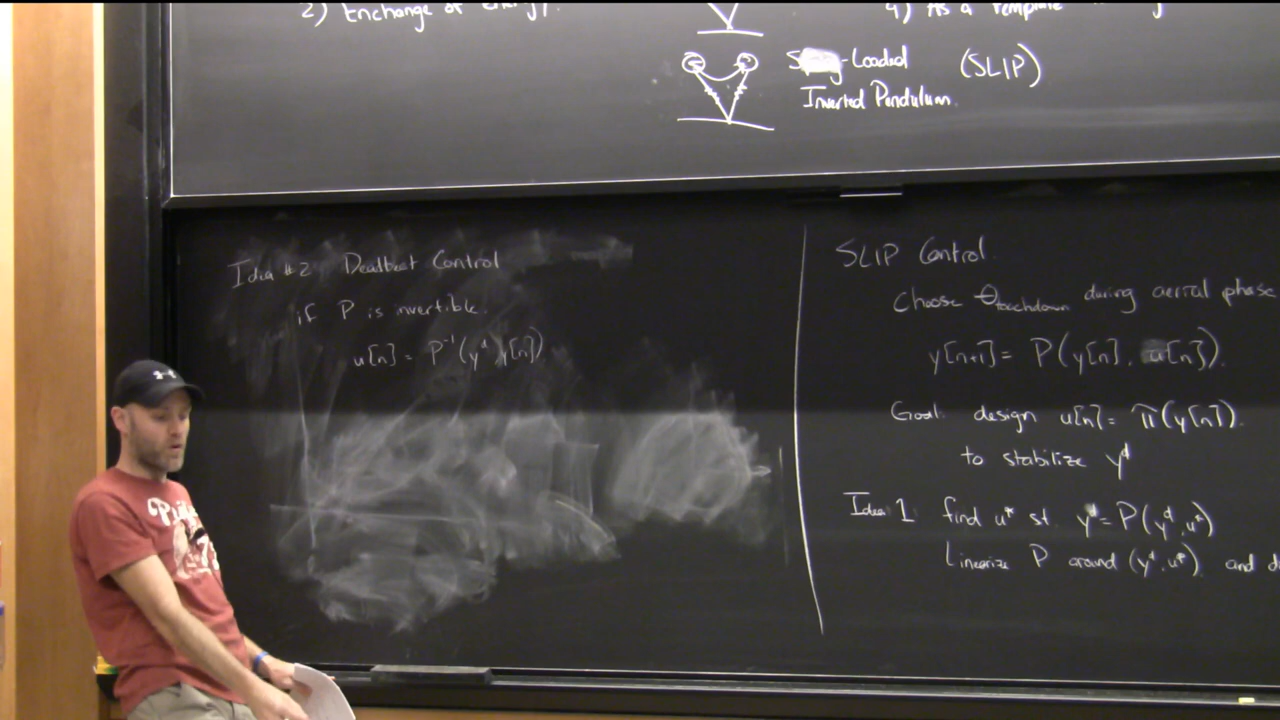 2) Exchange of energy.
4) As a template
S▒▒g-Loaded (SLIP)
Inverted Pendulum.
Idea #2 Deadbeat Control
if P is invertible.
u[n] = P⁻¹(yᵈ, y[n])
SLIP Control.
Choose θtouchdown during aerial phase
y[n+1] = P(y[n], u[n]).
Goal: design u[n] = π(y[n]).
to stabilize yᵈ
Idea 1 find u* st. yᵈ = P(yᵈ, u*)
Linearize P around (yᵈ, u*) and